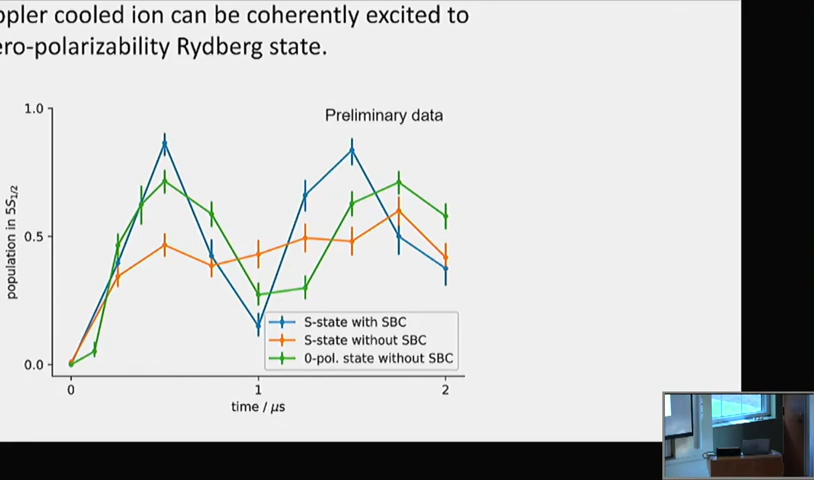 ppler cooled ion can be coherently excited to
ero-polarizability Rydberg state.
Preliminary data
1.0
0.5
0.0
population in 5S1/2
S-state with SBC
S-state without SBC
0-pol. state without SBC
0
1
2
time / μs